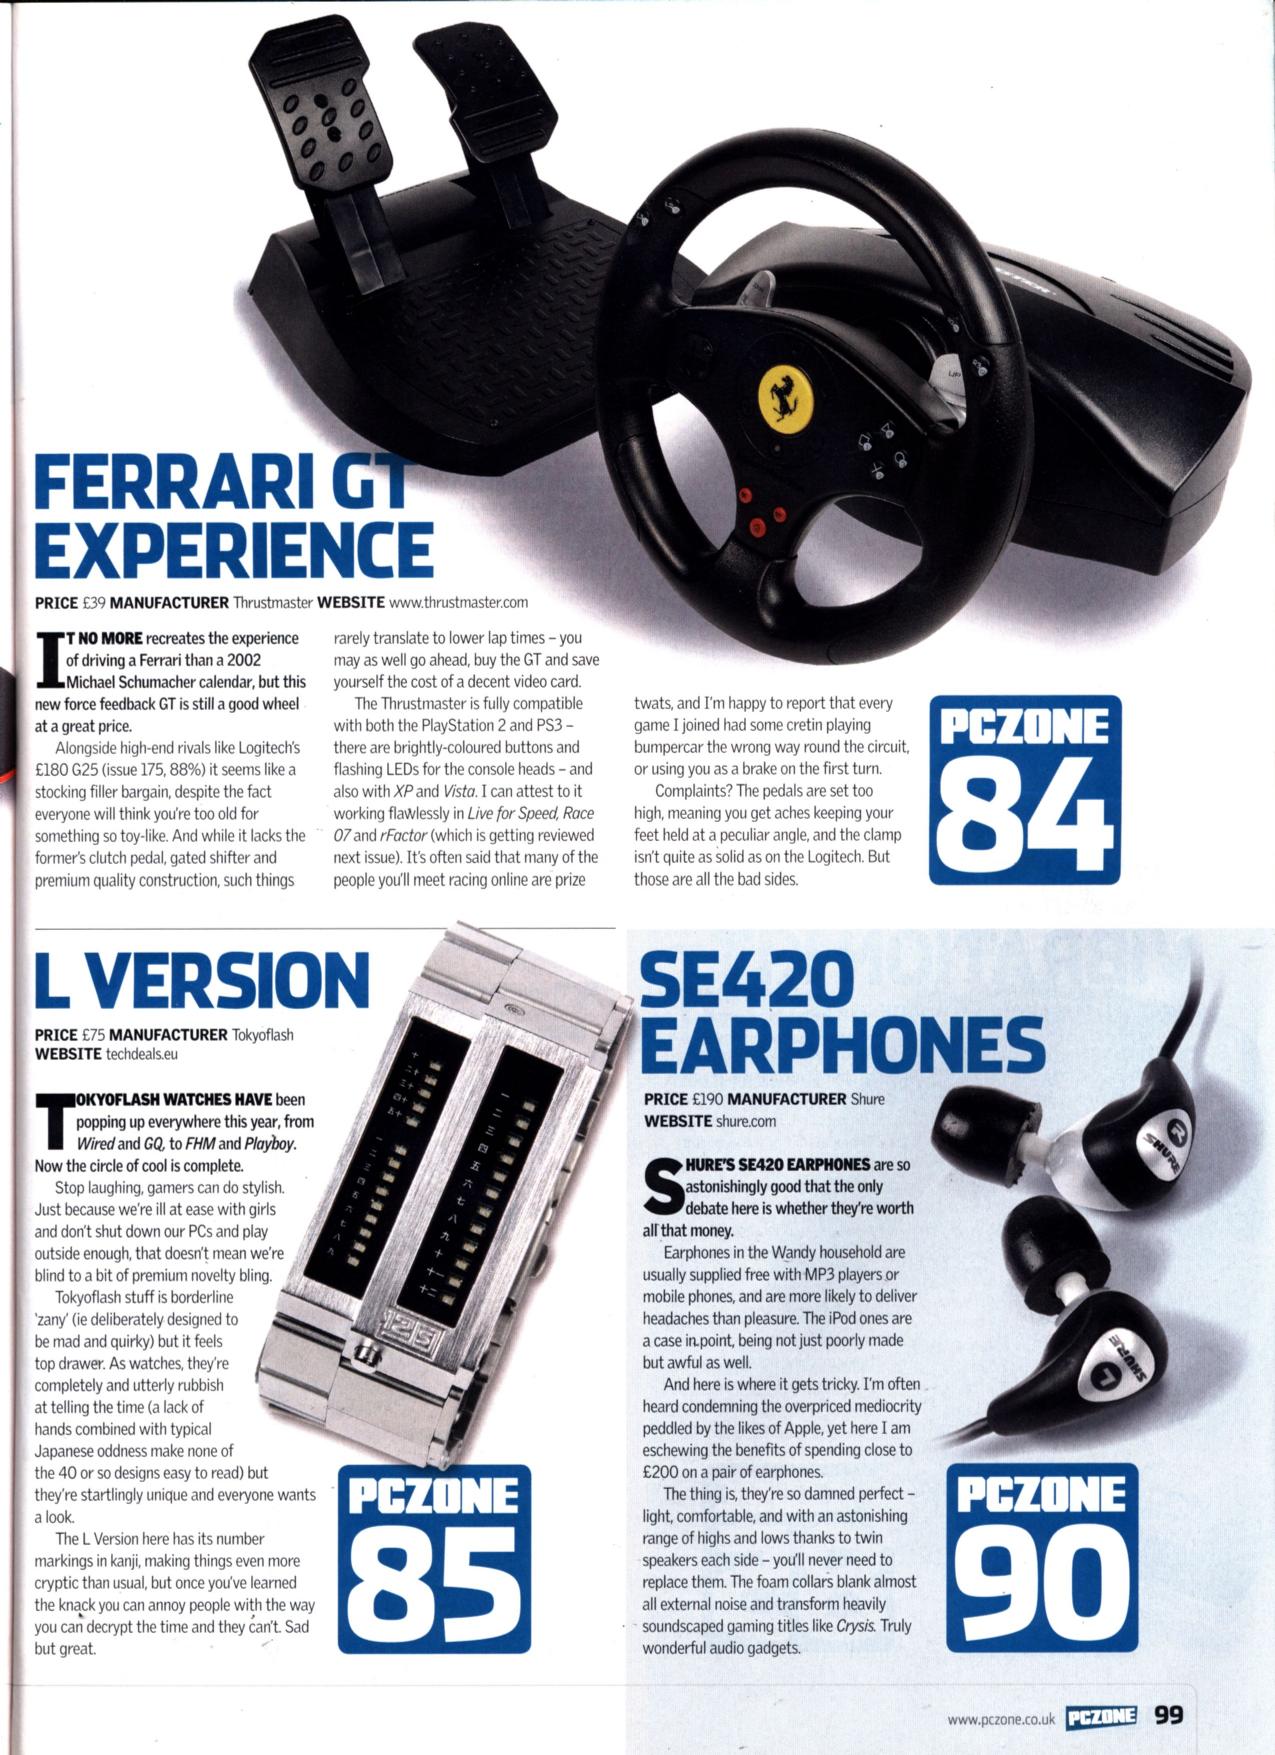 FERRARI GT
EXPERIENCE
PRICE £39 MANUFACTURER Thrustmaster WEBSITE www.thrustmaster.com
IT NO MORE recreates the experience
of driving a Ferrari than a 2002
Michael Schumacher calendar, but this
new force feedback GT is still a good wheel
at a great price.
Alongside high-end rivals like Logitech's
£180 G25 (issue 175, 88%) it seems like a
stocking filler bargain, despite the fact
everyone will think you're too old for
something so toy-like. And while it lacks the
former's clutch pedal, gated shifter and
premium quality construction, such things
rarely translate to lower lap times – you
may as well go ahead, buy the GT and save
yourself the cost of a decent video card.
The Thrustmaster is fully compatible
with both the PlayStation 2 and PS3 –
there are brightly-coloured buttons and
flashing LEDs for the console heads – and
also with XP and Vista. I can attest to it
working flawlessly in Live for Speed, Race
07 and rFactor (which is getting reviewed
next issue). It's often said that many of the
people you'll meet racing online are prize
twats, and I'm happy to report that every
game I joined had some cretin playing
bumpercar the wrong way round the circuit,
or using you as a brake on the first turn.
Complaints? The pedals are set too
high, meaning you get aches keeping your
feet held at a peculiar angle, and the clamp
isn't quite as solid as on the Logitech. But
those are all the bad sides.
PCZONE
84
L VERSION
PRICE £75 MANUFACTURER Tokyoflash
WEBSITE techdeals.eu
TOKYOFLASH WATCHES HAVE been
popping up everywhere this year, from
Wired and GQ, to FHM and Playboy.
Now the circle of cool is complete.
Stop laughing, gamers can do stylish.
Just because we're ill at ease with girls
and don't shut down our PCs and play
outside enough, that doesn't mean we're
blind to a bit of premium novelty bling.
Tokyoflash stuff is borderline
'zany' (ie deliberately designed to
be mad and quirky) but it feels
top drawer. As watches, they're
completely and utterly rubbish
at telling the time (a lack of
hands combined with typical
Japanese oddness make none of
the 40 or so designs easy to read) but
they're startlingly unique and everyone wants
a look.
The L Version here has its number
markings in kanji, making things even more
cryptic than usual, but once you've learned
the knack you can annoy people with the way
you can decrypt the time and they can't. Sad
but great.
一
二
三
四
五
六
七
八
九
十
十一
十二
PCZONE
85
SE420
EARPHONES
PRICE £190 MANUFACTURER Shure
WEBSITE shure.com
SHURE'S SE420 EARPHONES are so
astonishingly good that the only
debate here is whether they're worth
all that money.
Earphones in the Wandy household are
usually supplied free with MP3 players or
mobile phones, and are more likely to deliver
headaches than pleasure. The iPod ones are
a case in point, being not just poorly made
but awful as well.
And here is where it gets tricky. I'm often
heard condemning the overpriced mediocrity
peddled by the likes of Apple, yet here I am
eschewing the benefits of spending close to
£200 on a pair of earphones.
The thing is, they're so damned perfect –
light, comfortable, and with an astonishing
range of highs and lows thanks to twin
speakers each side – you'll never need to
replace them. The foam collars blank almost
all external noise and transform heavily
soundscaped gaming titles like Crysis. Truly
wonderful audio gadgets.
R
SHURE
L
SHURE
PCZONE
90
www.pczone.co.uk PCZONE 99